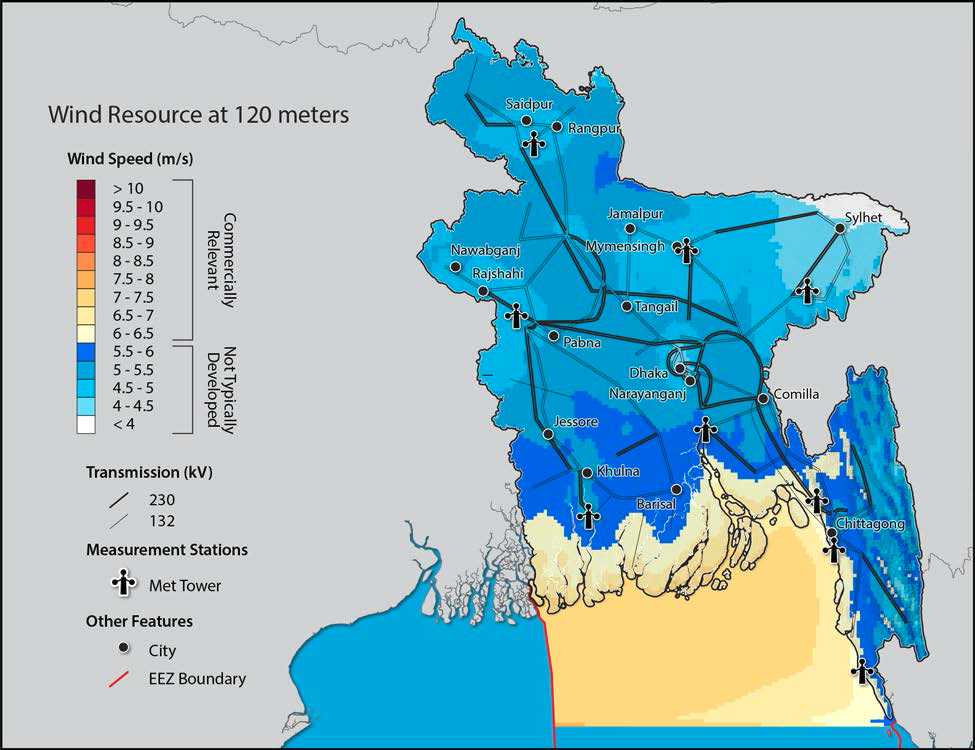 Wind Resource at 120 meters
Wind Speed (m/s)
> 10
9.5 - 10
9 - 9.5
8.5 - 9
8 - 8.5
7.5 - 8
7 - 7.5
6.5 - 7
6 - 6.5
5.5 - 6
5 - 5.5
4.5 - 5
4 - 4.5
< 4
Commercially
Relevant
Not Typically
Developed
Transmission (kV)
230
132
Measurement Stations
Met Tower
Other Features
City
EEZ Boundary
Saidpur
Rangpur
Jamalpur
Sylhet
Mymensingh
Nawabganj
Rajshahi
Tangail
Pabna
Dhaka
Narayanganj
Comilla
Jessore
Khulna
Barisal
Chittagong